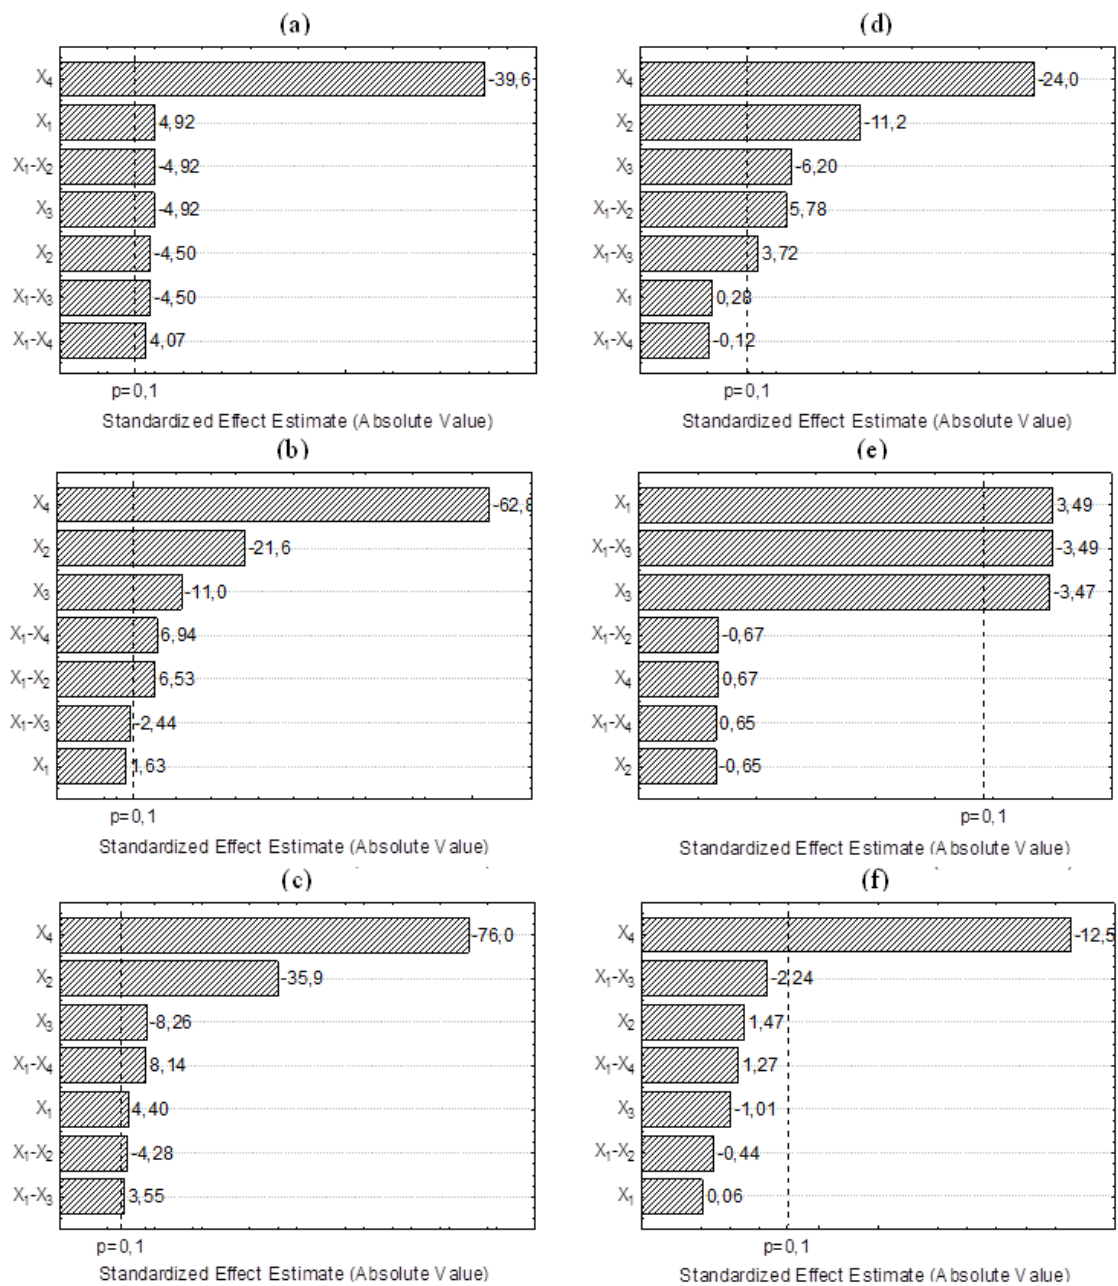 (a)
X4 -39,6
X1 4,92
X1-X2 -4,92
X3 -4,92
X2 -4,50
X1-X3 -4,50
X1-X4 4,07
p=0,1
Standardized Effect Estimate (Absolute Value)
(b)
X4 -62,8
X2 -21,6
X3 -11,0
X1-X4 6,94
X1-X2 6,53
X1-X3 -2,44
X1 1,63
p=0,1
Standardized Effect Estimate (Absolute Value)
(c)
X4 -76,0
X2 -35,9
X3 -8,26
X1-X4 8,14
X1 4,40
X1-X2 -4,28
X1-X3 3,55
p=0,1
Standardized Effect Estimate (Absolute Value)
(d)
X4 -24,0
X2 -11,2
X3 -6,20
X1-X2 5,78
X1-X3 3,72
X1 0,28
X1-X4 -0,12
p=0,1
Standardized Effect Estimate (Absolute Value)
(e)
X1 3,49
X1-X3 -3,49
X3 -3,47
X1-X2 -0,67
X4 0,67
X1-X4 0,65
X2 -0,65
p=0,1
Standardized Effect Estimate (Absolute Value)
(f)
X4 -12,5
X1-X3 -2,24
X2 1,47
X1-X4 1,27
X3 -1,01
X1-X2 -0,44
X1 0,06
p=0,1
Standardized Effect Estimate (Absolute Value)